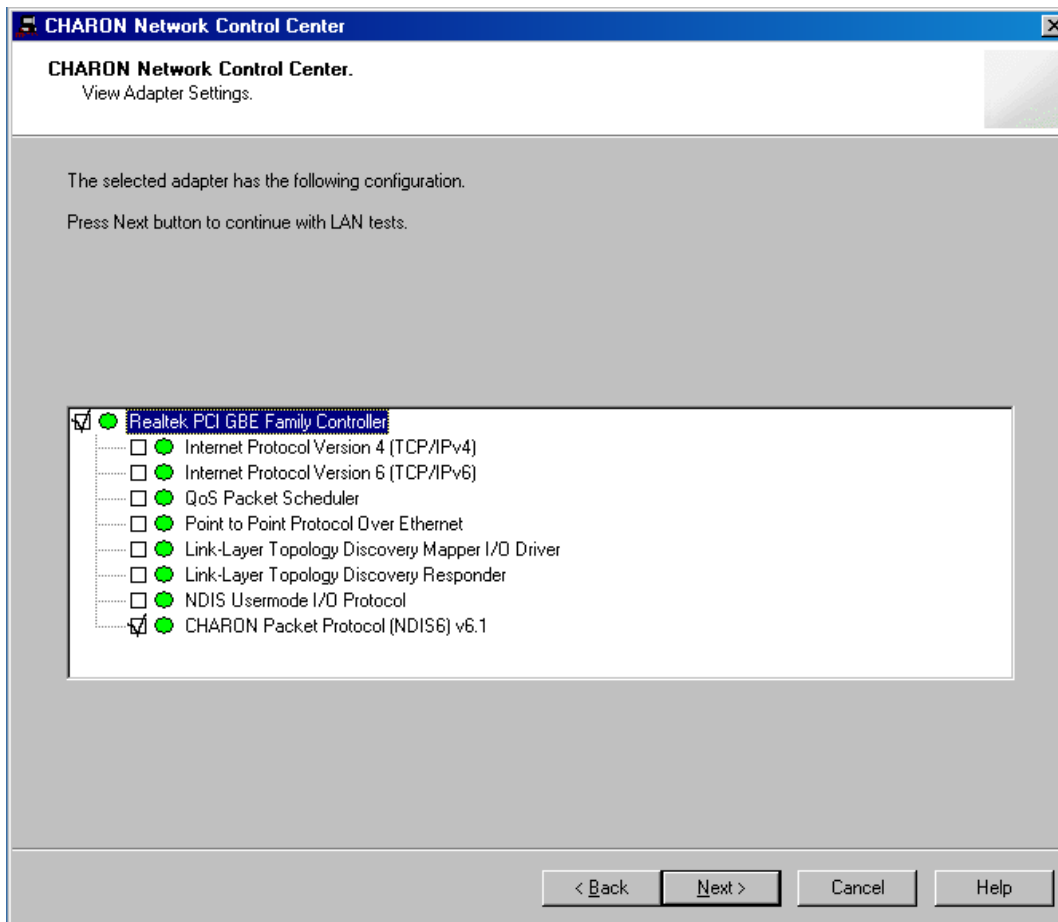 CHARON Network Control Center
CHARON Network Control Center.
View Adapter Settings.
The selected adapter has the following configuration.
Press Next button to continue with LAN tests.
Realtek PCI GBE Family Controller
Internet Protocol Version 4 (TCP/IPv4)
Internet Protocol Version 6 (TCP/IPv6)
QoS Packet Scheduler
Point to Point Protocol Over Ethernet
Link-Layer Topology Discovery Mapper I/O Driver
Link-Layer Topology Discovery Responder
NDIS Usermode I/O Protocol
CHARON Packet Protocol (NDIS6) v6.1
< Back Next > Cancel Help